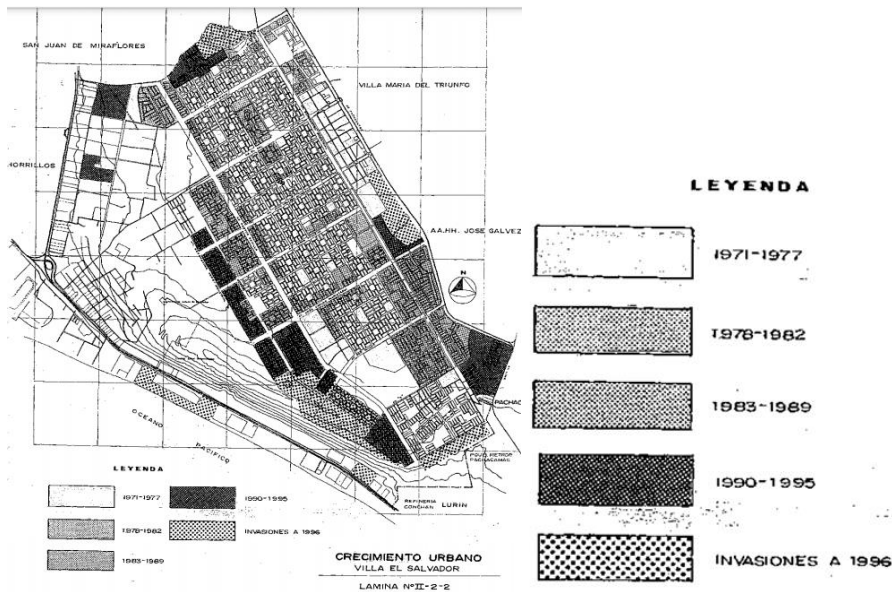 SAN JUAN DE MIRAFLORES
VILLA MARIA DEL TRIUNFO
HORRILLOS
AA.HH. JOSE GALVEZ
N
PACHAC
OCEANO PACIFICO
REFINERIA
CONCHAN
LURIN
LEYENDA
1971-1977
1978-1982
1983-1989
1990-1995
INVASIONES A 1996
CRECIMIENTO URBANO
VILLA EL SALVADOR
LAMINA NºII-2-2
LEYENDA
1971-1977
1978-1982
1983-1989
1990-1995
INVASIONES A 1996